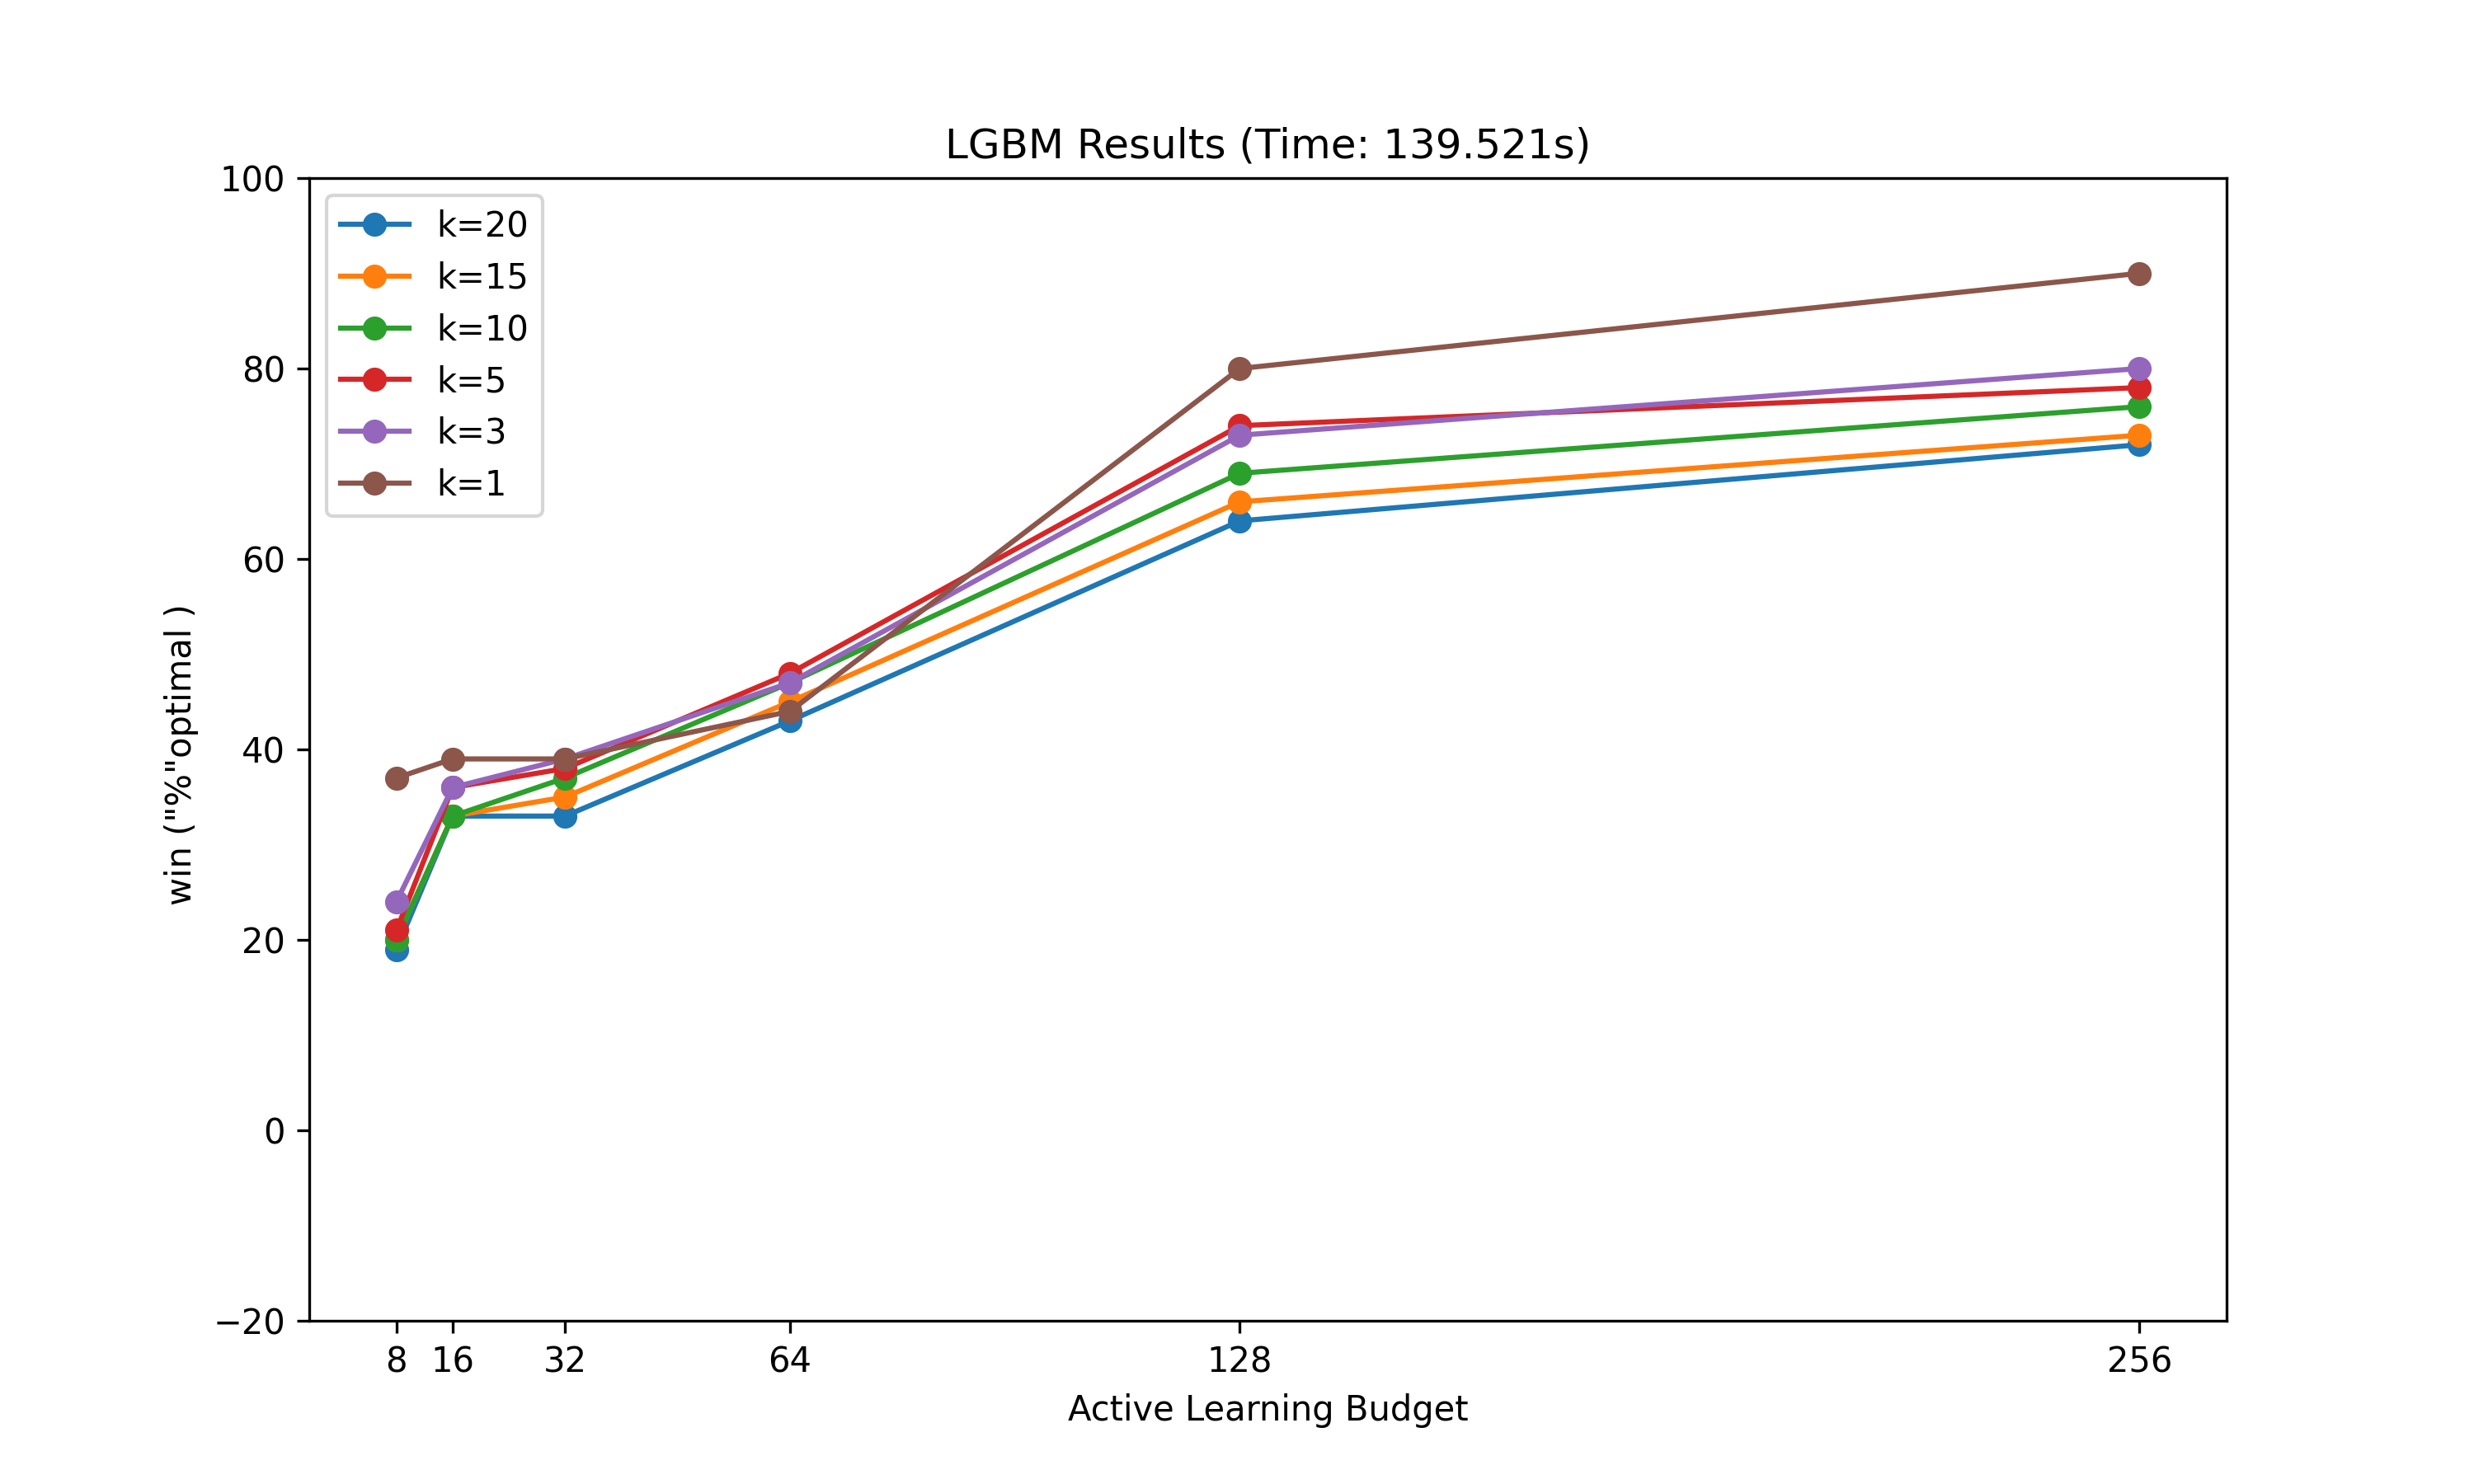 LGBM Results (Time: 139.521s)
100
80
60
40
20
0
−20
win ("%"optimal )
k=20
k=15
k=10
k=5
k=3
k=1
8 16 32 64 128 256
Active Learning Budget